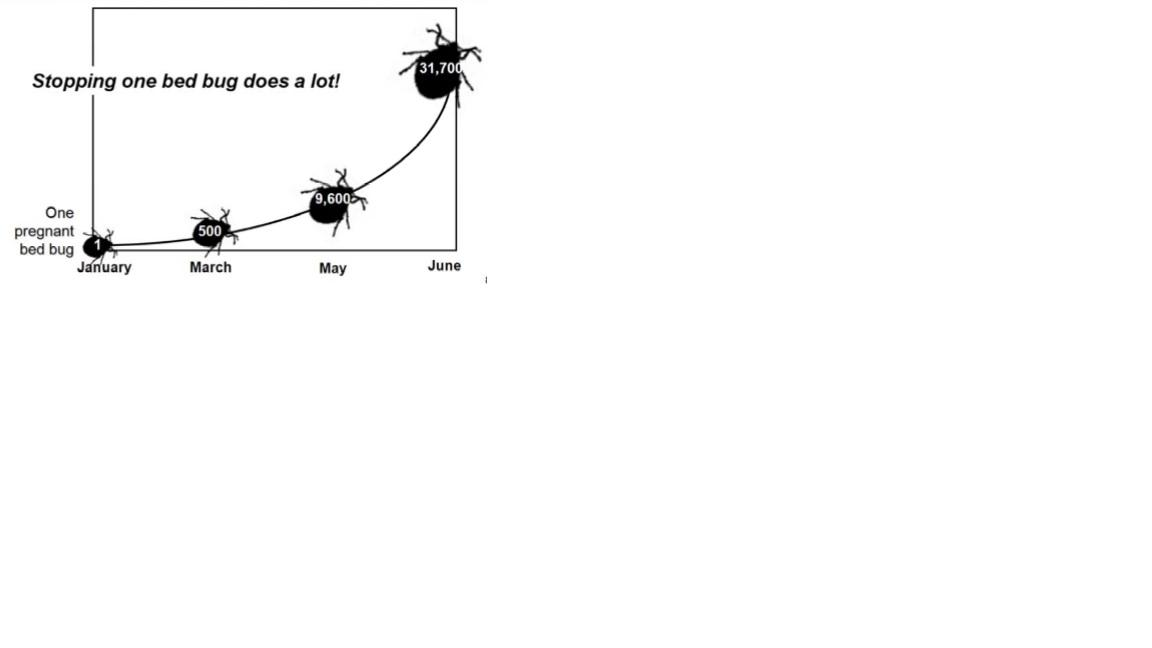 31,700
Stopping one bed bug does a lot!
9,600
One
pregnant
bed bug
500
1
January
March
May
June